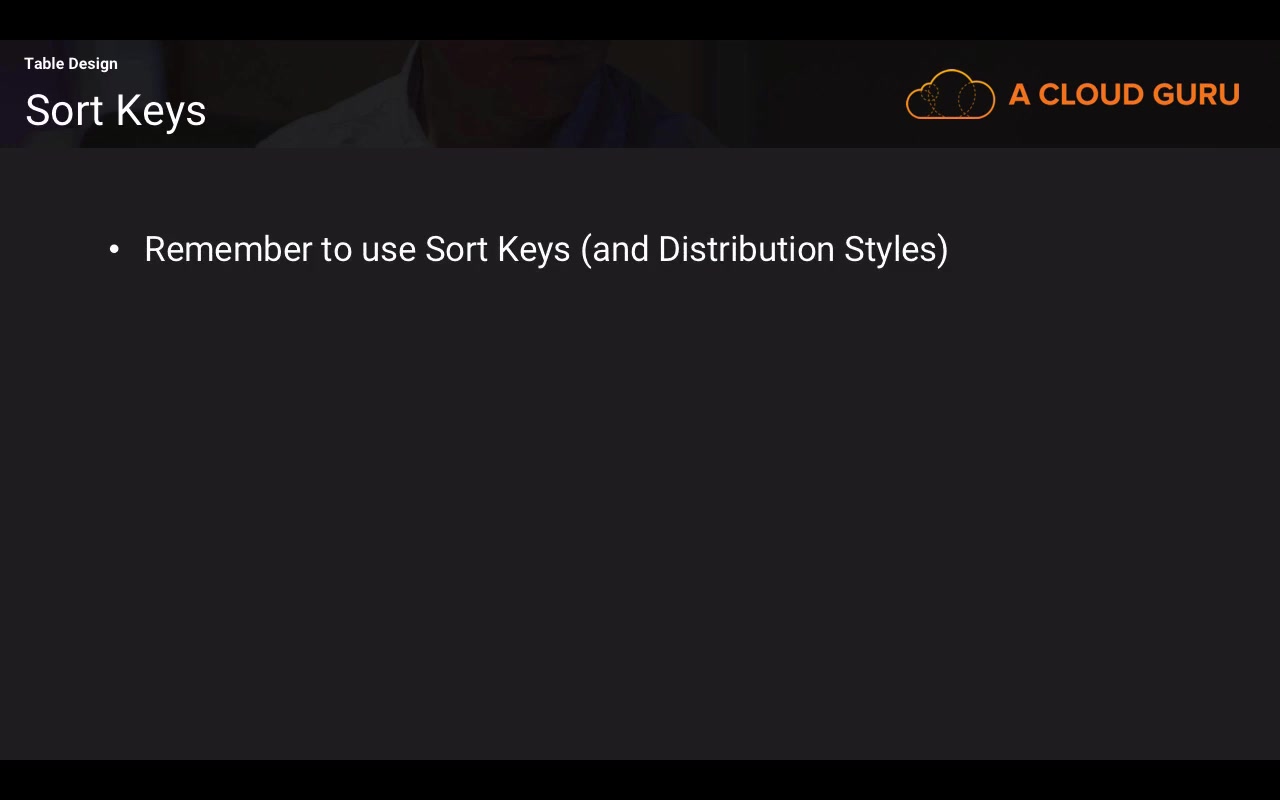 Table Design
Sort Keys
A CLOUD GURU
• Remember to use Sort Keys (and Distribution Styles)